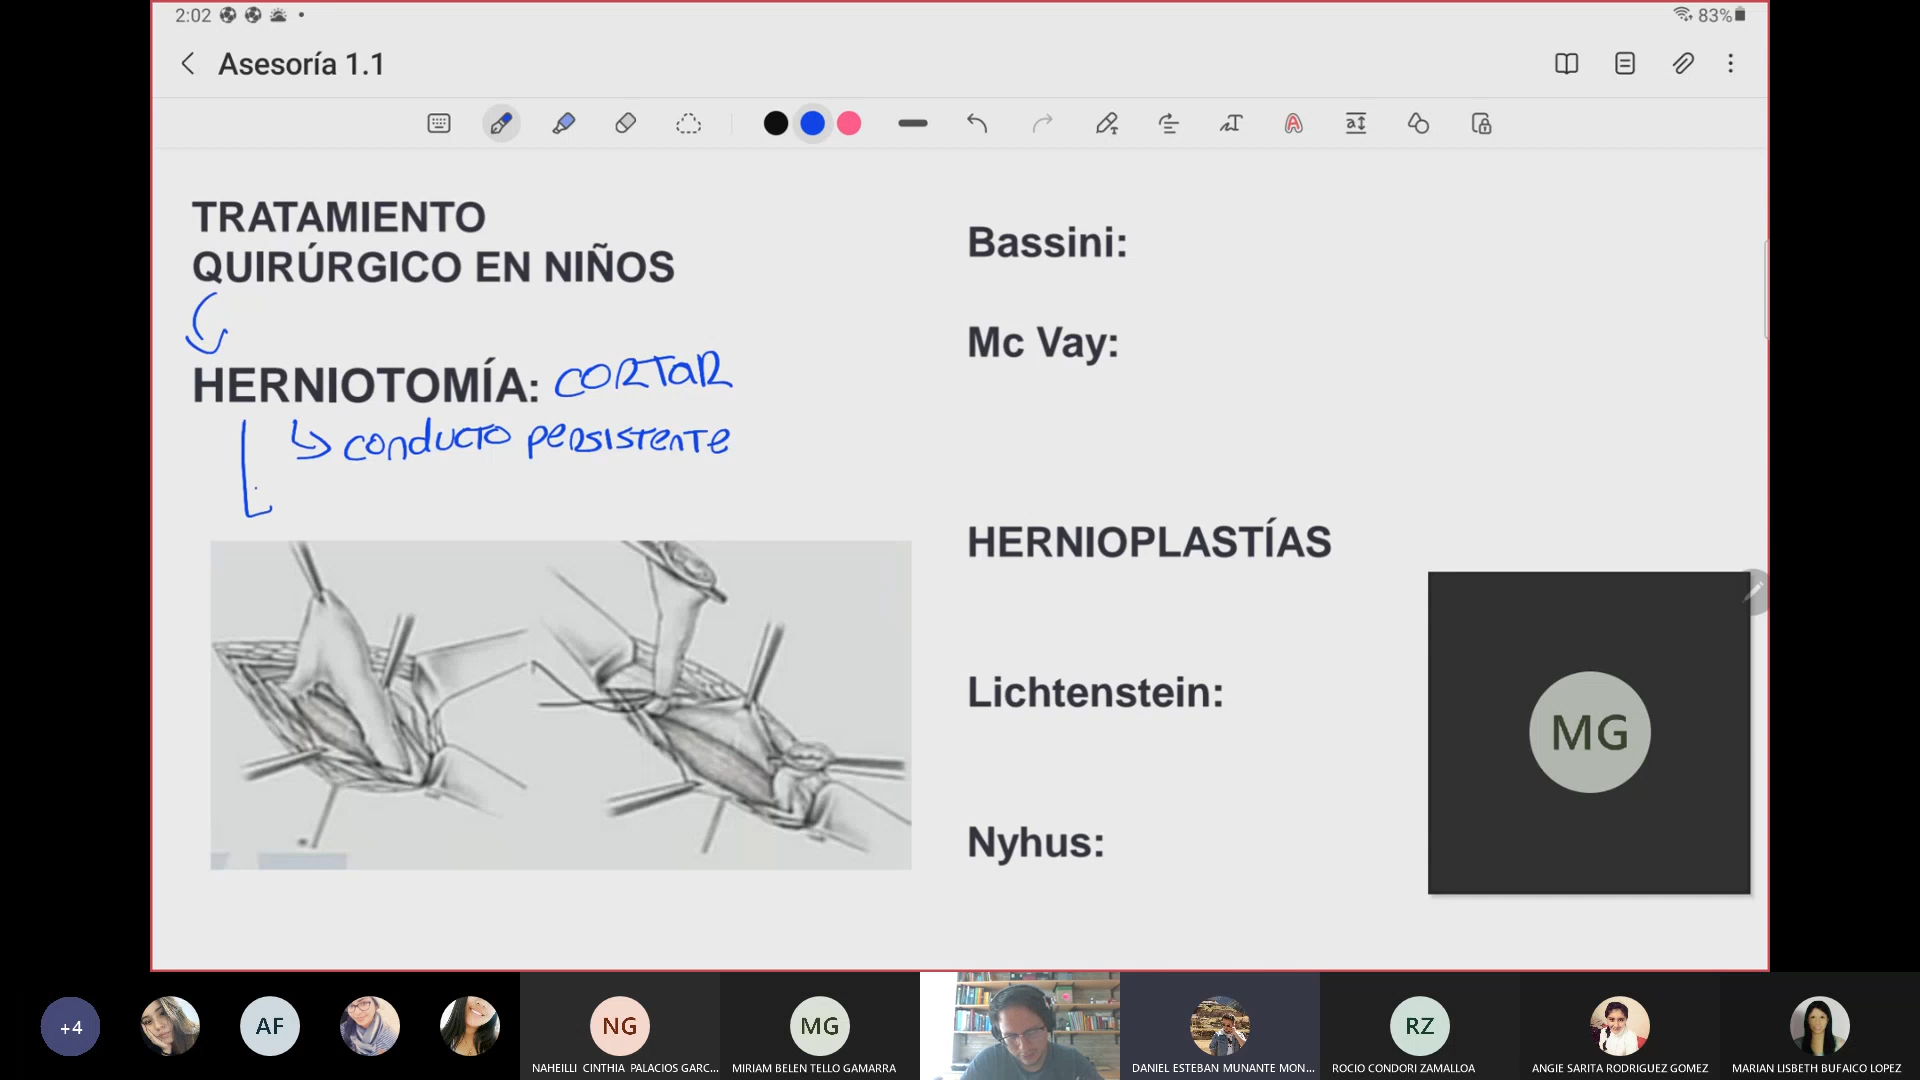 2:02
83%
Asesoría 1.1
TRATAMIENTO
QUIRÚRGICO EN NIÑOS
HERNIOTOMÍA: CORTAR
conducto persistente
Bassini:
Mc Vay:
HERNIOPLASTÍAS
Lichtenstein:
Nyhus:
MG
+4
AF
NG
NAHEILLI CINTHIA PALACIOS GARC...
MG
MIRIAM BELEN TELLO GAMARRA
DANIEL ESTEBAN MUNANTE MON...
RZ
ROCIO CONDORI ZAMALLOA
ANGIE SARITA RODRIGUEZ GOMEZ
MARIAN LISBETH BUFAICO LOPEZ